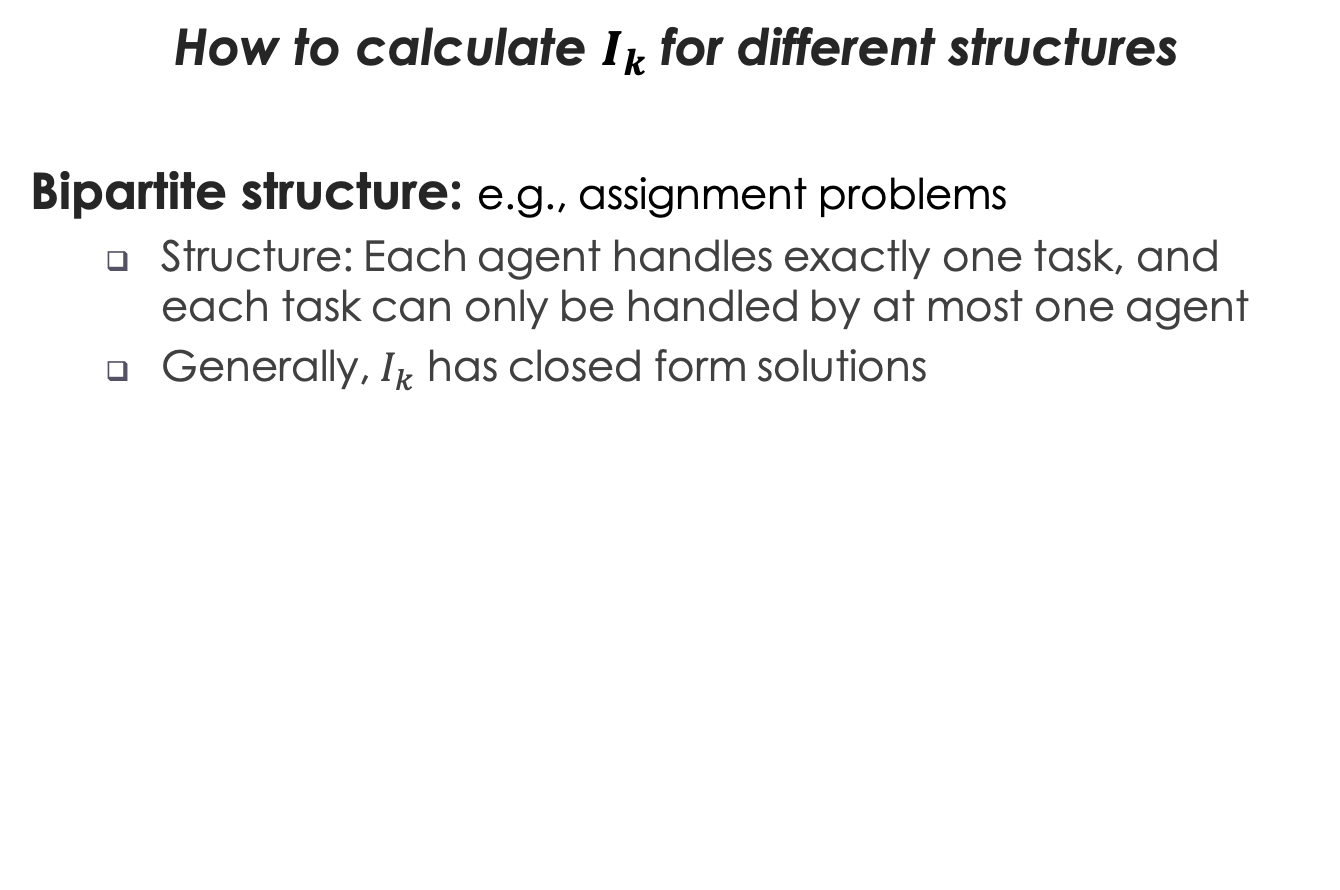 How to calculate I_k for different structures
Bipartite structure: e.g., assignment problems
❑ Structure: Each agent handles exactly one task, and
each task can only be handled by at most one agent
❑ Generally, I_k has closed form solutions